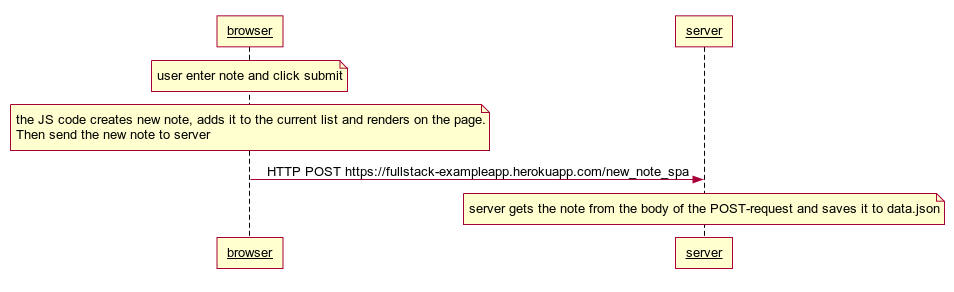 browser
server
user enter note and click submit
the JS code creates new note, adds it to the current list and renders on the page.
Then send the new note to server
HTTP POST https://fullstack-exampleapp.herokuapp.com/new_note_spa
server gets the note from the body of the POST-request and saves it to data.json
browser
server